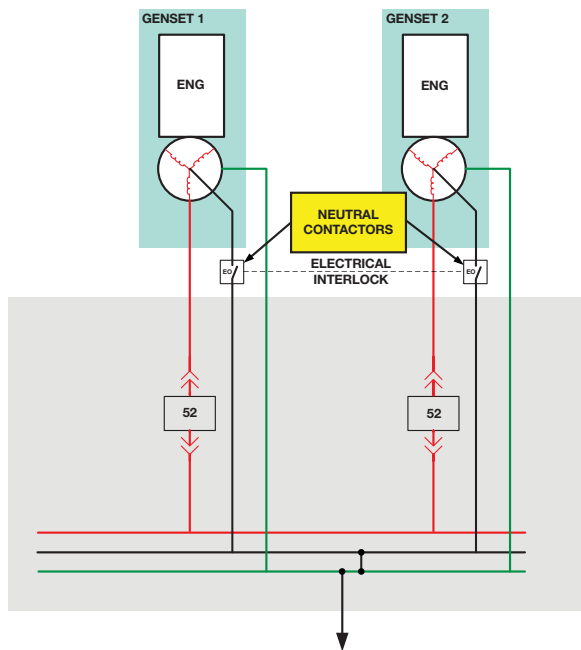 GENSET 1
GENSET 2
ENG
ENG
NEUTRAL
CONTACTORS
EO
ELECTRICAL
INTERLOCK
EO
52
52